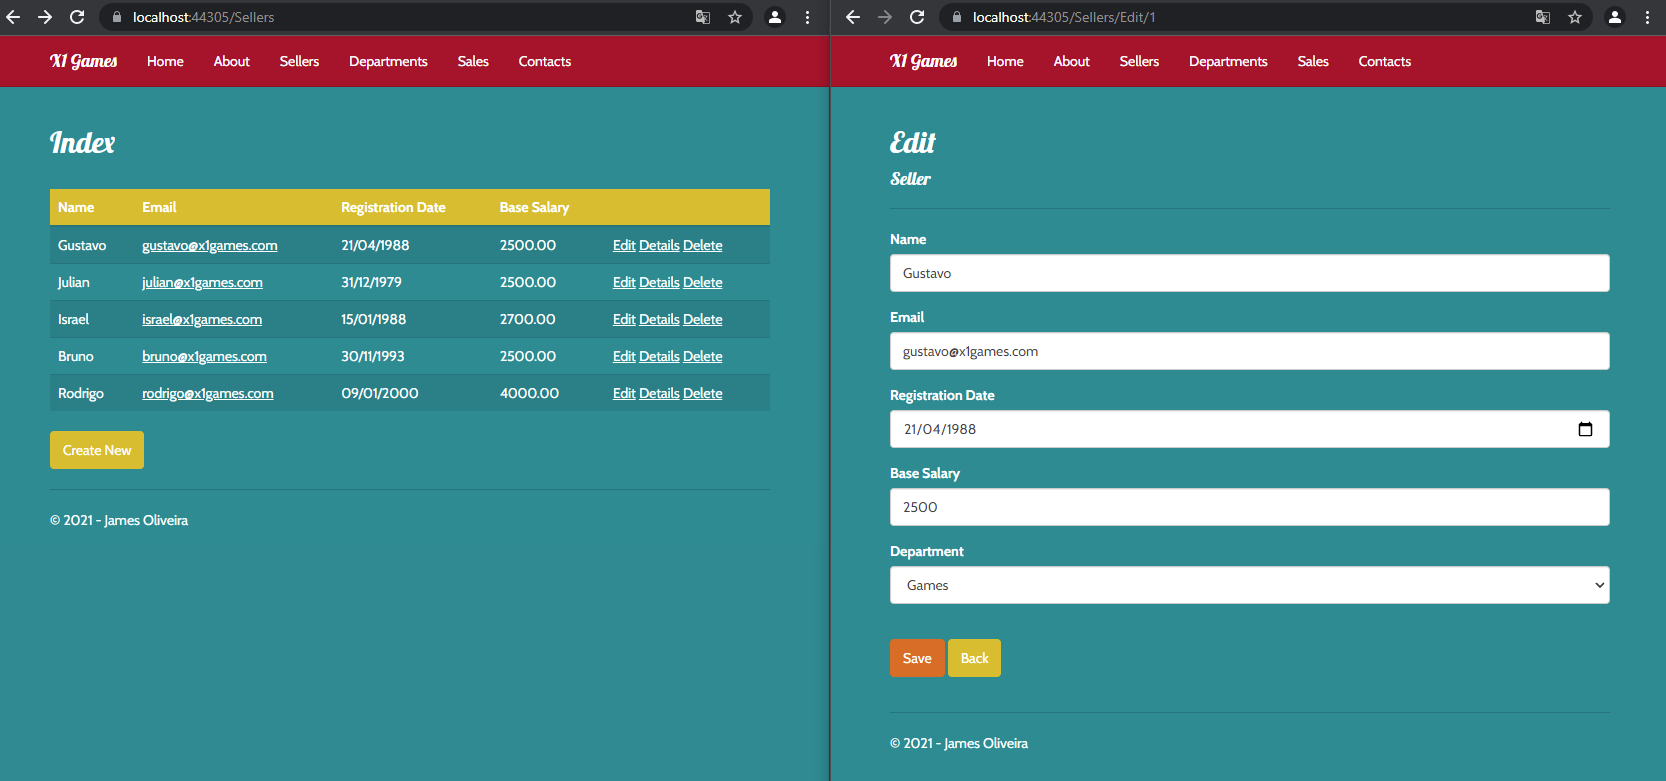 localhost:44305/Sellers
X1 Games Home About Sellers Departments Sales Contacts
Index
Name Email Registration Date Base Salary
Gustavo gustavo@x1games.com 21/04/1988 2500.00 Edit Details Delete
Julian julian@x1games.com 31/12/1979 2500.00 Edit Details Delete
Israel israel@x1games.com 15/01/1988 2700.00 Edit Details Delete
Bruno bruno@x1games.com 30/11/1993 2500.00 Edit Details Delete
Rodrigo rodrigo@x1games.com 09/01/2000 4000.00 Edit Details Delete
Create New
© 2021 - James Oliveira
localhost:44305/Sellers/Edit/1
X1 Games Home About Sellers Departments Sales Contacts
Edit
Seller
Name
Gustavo
Email
gustavo@x1games.com
Registration Date
21/04/1988
Base Salary
2500
Department
Games
Save Back
© 2021 - James Oliveira